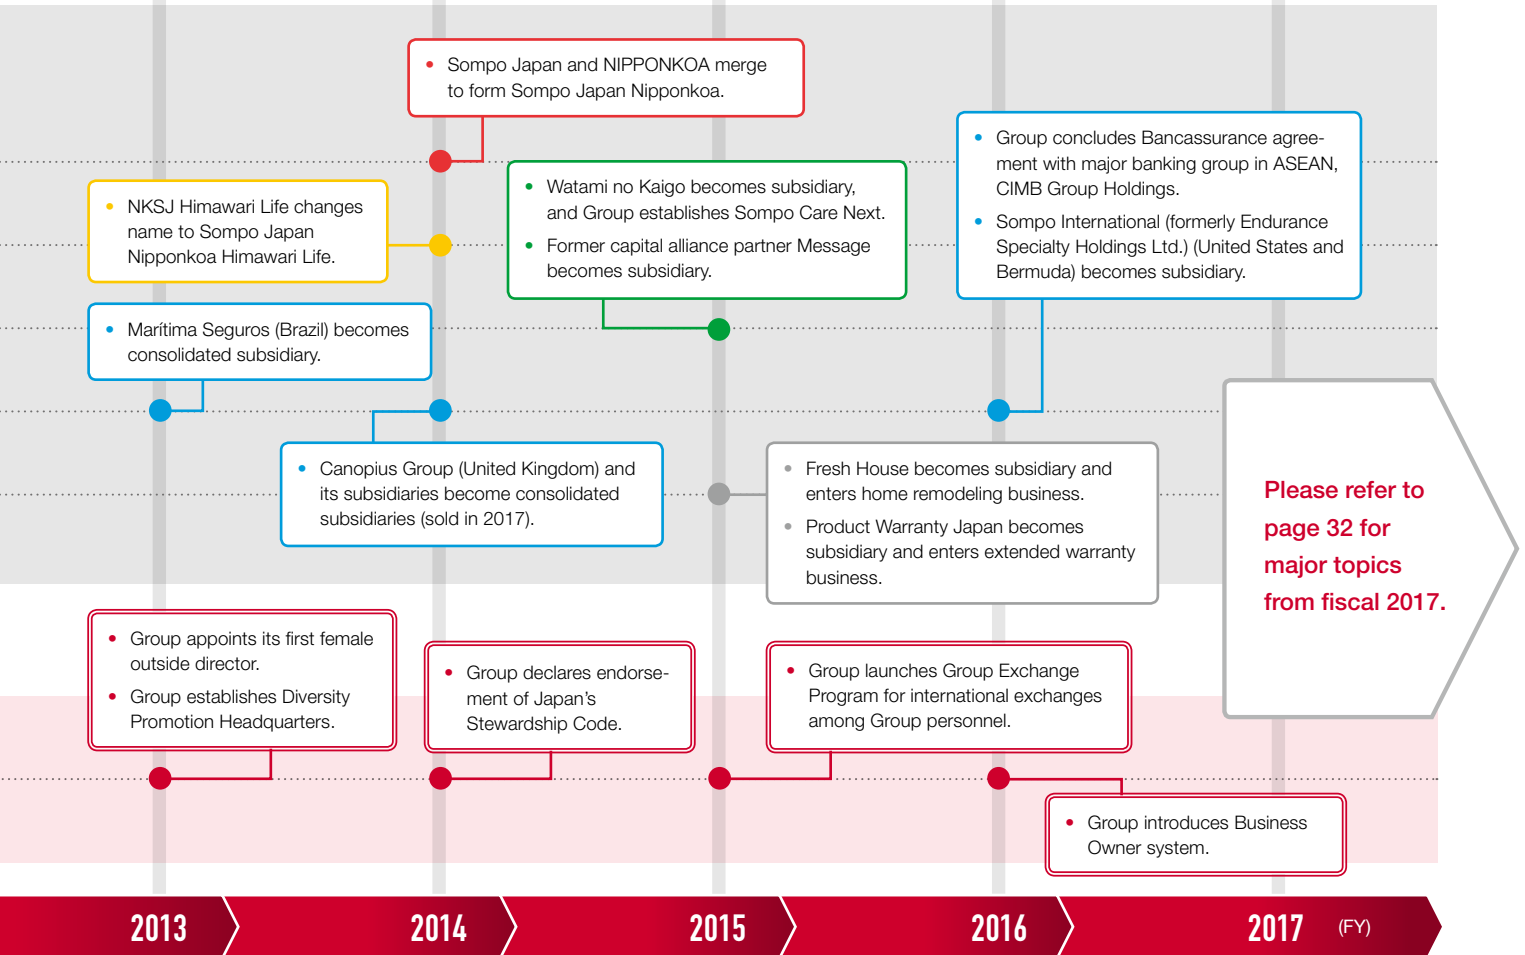 • Sompo Japan and NIPPONKOA merge
to form Sompo Japan Nipponkoa.
• NKSJ Himawari Life changes
name to Sompo Japan
Nipponkoa Himawari Life.
• Watami no Kaigo becomes subsidiary,
and Group establishes Sompo Care Next.
• Former capital alliance partner Message
becomes subsidiary.
• Group concludes Bancassurance agree-
ment with major banking group in ASEAN,
CIMB Group Holdings.
• Sompo International (formerly Endurance
Specialty Holdings Ltd.) (United States and
Bermuda) becomes subsidiary.
• Marítima Seguros (Brazil) becomes
consolidated subsidiary.
• Canopius Group (United Kingdom) and
its subsidiaries become consolidated
subsidiaries (sold in 2017).
• Fresh House becomes subsidiary and
enters home remodeling business.
• Product Warranty Japan becomes
subsidiary and enters extended warranty
business.
Please refer to
page 32 for
major topics
from fiscal 2017.
• Group appoints its first female
outside director.
• Group establishes Diversity
Promotion Headquarters.
• Group declares endorse-
ment of Japan’s
Stewardship Code.
• Group launches Group Exchange
Program for international exchanges
among Group personnel.
• Group introduces Business
Owner system.
2013 2014 2015 2016 2017 (FY)